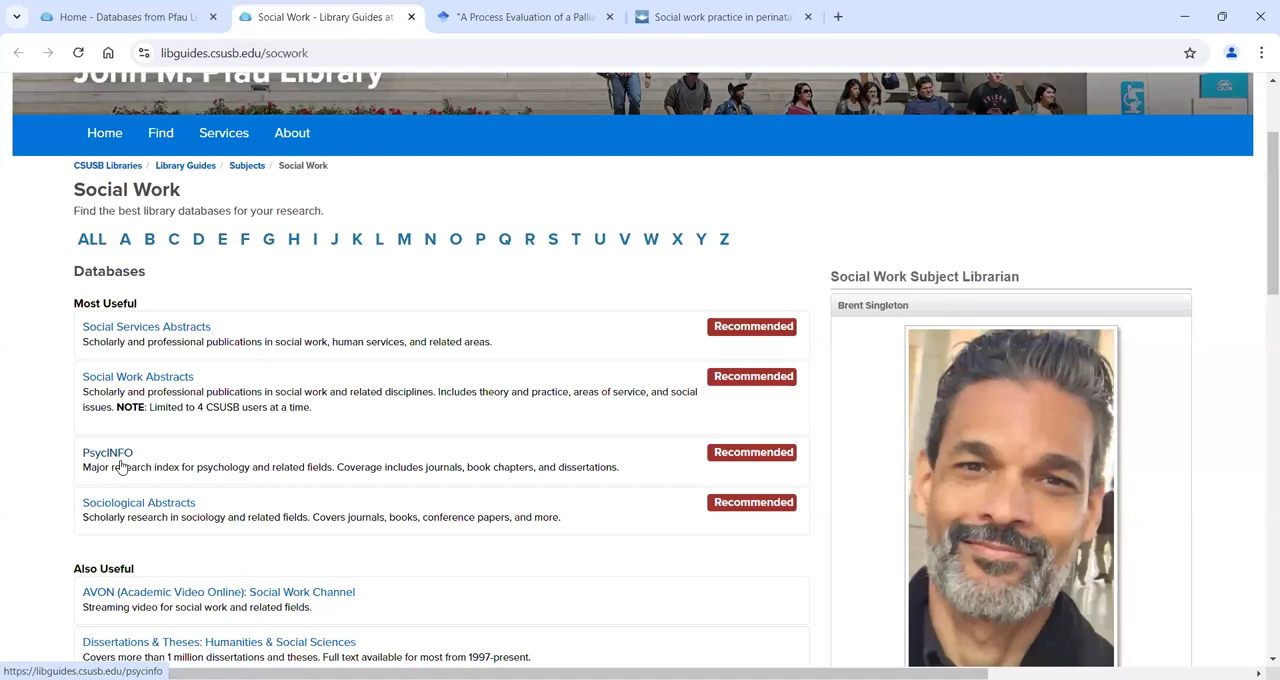 Home - Databases from Pfau Li
Social Work - Library Guides at
"A Process Evaluation of a Pallia
Social work practice in perinata
libguides.csusb.edu/socwork
John M. Pfau Library
Home Find Services About
CSUSB Libraries / Library Guides / Subjects / Social Work
Social Work
Find the best library databases for your research.
ALL A B C D E F G H I J K L M N O P Q R S T U V W X Y Z
Databases
Most Useful
Social Services Abstracts Recommended
Scholarly and professional publications in social work, human services, and related areas.
Social Work Abstracts Recommended
Scholarly and professional publications in social work and related disciplines. Includes theory and practice, areas of service, and social
issues. NOTE: Limited to 4 CSUSB users at a time.
PsycINFO Recommended
Major research index for psychology and related fields. Coverage includes journals, book chapters, and dissertations.
Sociological Abstracts Recommended
Scholarly research in sociology and related fields. Covers journals, books, conference papers, and more.
Also Useful
AVON (Academic Video Online): Social Work Channel
Streaming video for social work and related fields.
Dissertations & Theses: Humanities & Social Sciences
Covers more than 1 million dissertations and theses. Full text available for most from 1997-present.
Social Work Subject Librarian
Brent Singleton
https://libguides.csusb.edu/psycinfo